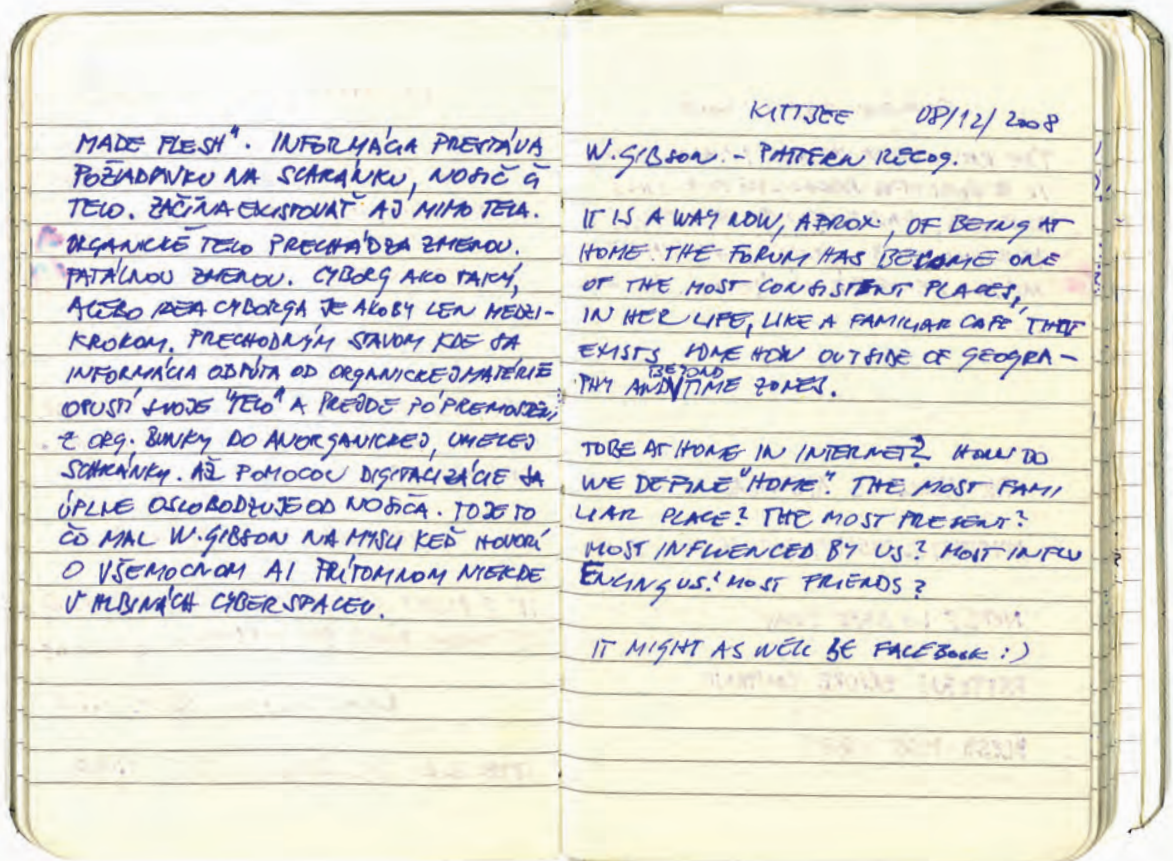 MADE FLESH". INFORMÁCIA PRESTÁVA
POŽIADAVKU NA SCHRÁNKU, NOSIČ ČI
TELO. ZAČÍNA EXISTOVAŤ AJ MIMO TELA.
ORGANICKÉ TELO PRECHÁDZA ZMENOU.
FATÁLNOU ZMENOU. CYBORG AKO TAKÝ,
ALEBO IDEA CYBORGA JE AKOBY LEN MEDZI-
KROKOM. PRECHODNÝM STAVOM KDE SA
INFORMÁCIA ODPÚTA OD ORGANICKEJ MATÉRIE
OPUSTÍ SVOJE "TELO" A PREJDE PO PREMOSTENÍ
Z ORG. BUNKY DO ANORGANICKEJ, UMELEJ
SCHRÁNKY. AŽ POMOCOU DIGITALIZÁCIE SA
ÚPLNE OSLOBODZUJE OD NOSIČA. TO JE TO
ČO MAL W. GIBSON NA MYSLI KEĎ HOVORÍ
O VŠEMOCNOM AI PRÍTOMNOM NIEKDE
V HLBINÁCH CYBERSPACEU.
KITTBEE 08/12/2008
W. GIBSON. - PATTERN RECOG.
IT IS A WAY NOW, APROX., OF BEING AT
HOME. THE FORUM HAS BECOME ONE
OF THE MOST CONSISTENT PLACES,
IN HER LIFE, LIKE A FAMILIAR CAFE THAT
EXISTS SOME HOW OUTSIDE OF GEOGRA-
PHY AND BEYOND TIME ZONES.
TO BE AT HOME IN INTERNET? HOW DO
WE DEFINE "HOME". THE MOST FAMI
LIAR PLACE? THE MOST PRESENT?
MOST INFLUENCED BY US? MOST INFLU
ENCING US? MOST FRIENDS?
IT MIGHT AS WELL BE FACEBOOK :)